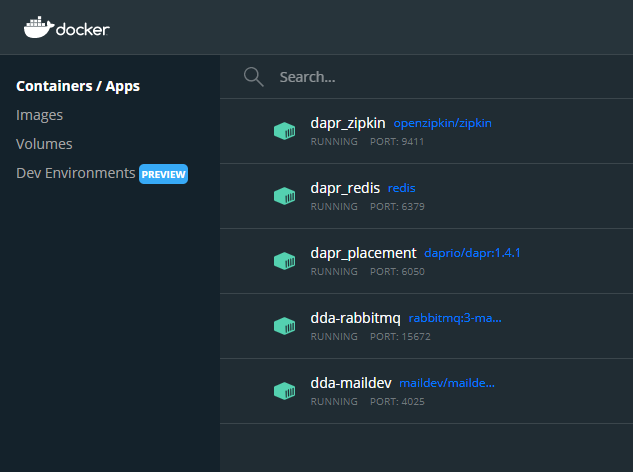 docker
Containers / Apps
Images
Volumes
Dev Environments PREVIEW
Search...
dapr_zipkin openzipkin/zipkin
RUNNING PORT: 9411
dapr_redis redis
RUNNING PORT: 6379
dapr_placement daprio/dapr:1.4.1
RUNNING PORT: 6050
dda-rabbitmq rabbitmq:3-ma...
RUNNING PORT: 15672
dda-maildev maildev/mailde...
RUNNING PORT: 4025